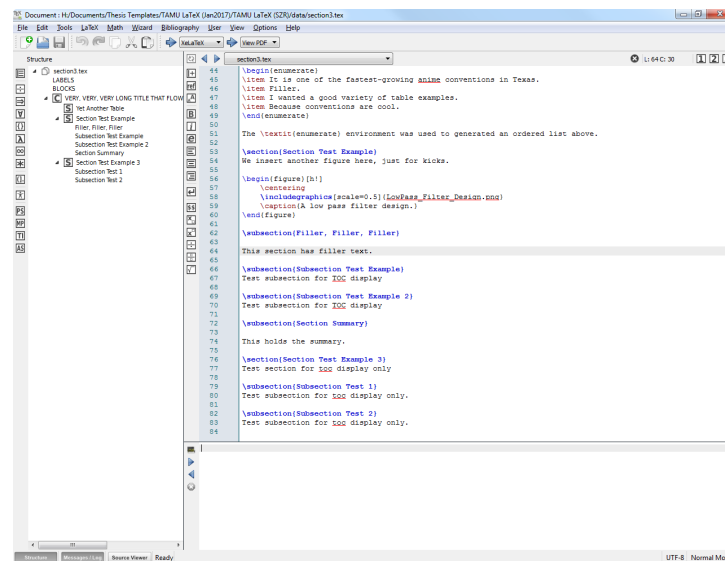 Document : H:/Documents/Thesis Templates/TAMU LaTeX (Jan2017)/TAMU LaTeX (SZR)/data/section3.tex
File Edit Tools LaTeX Math Wizard Bibliography User View Options Help
XeLaTeX View PDF
Structure
section3.tex
LABELS
BLOCKS
VERY, VERY, VERY LONG TITLE THAT FLOW
Yet Another Table
Section Test Example
Filler, Filler, Filler
Subsection Test Example
Subsection Test Example 2
Section Summary
Section Test Example 3
Subsection Test 1
Subsection Test 2
section3.tex L: 64 C: 30 1 2
44 \begin{enumerate}
45 \item It is one of the fastest-growing anime conventions in Texas.
46 \item Filler.
47 \item I wanted a good variety of table examples.
48 \item Because conventions are cool.
49 \end{enumerate}
50
51 The \textit{enumerate} environment was used to generated an ordered list above.
52
53 \section{Section Test Example}
54 We insert another figure here, just for kicks.
55
56 \begin{figure}[h!]
57 \centering
58 \includegraphics[scale=0.5]{LowPass_Filter_Design.png}
59 \caption{A low pass filter design.}
60 \end{figure}
61
62 \subsection{Filler, Filler, Filler}
63
64 This section has filler text.
65
66 \subsection{Subsection Test Example}
67 Test subsection for TOC display
68
69 \subsection{Subsection Test Example 2}
70 Test subsection for TOC display
71
72 \subsection{Section Summary}
73
74 This holds the summary.
75
76 \section{Section Test Example 3}
77 Test section for toc display only
78
79 \subsection{Subsection Test 1}
80 Test subsection for toc display only.
81
82 \subsection{Subsection Test 2}
83 Test subsection for toc display only.
84
Structure Messages / Log Source Viewer Ready UTF-8 Normal Mo